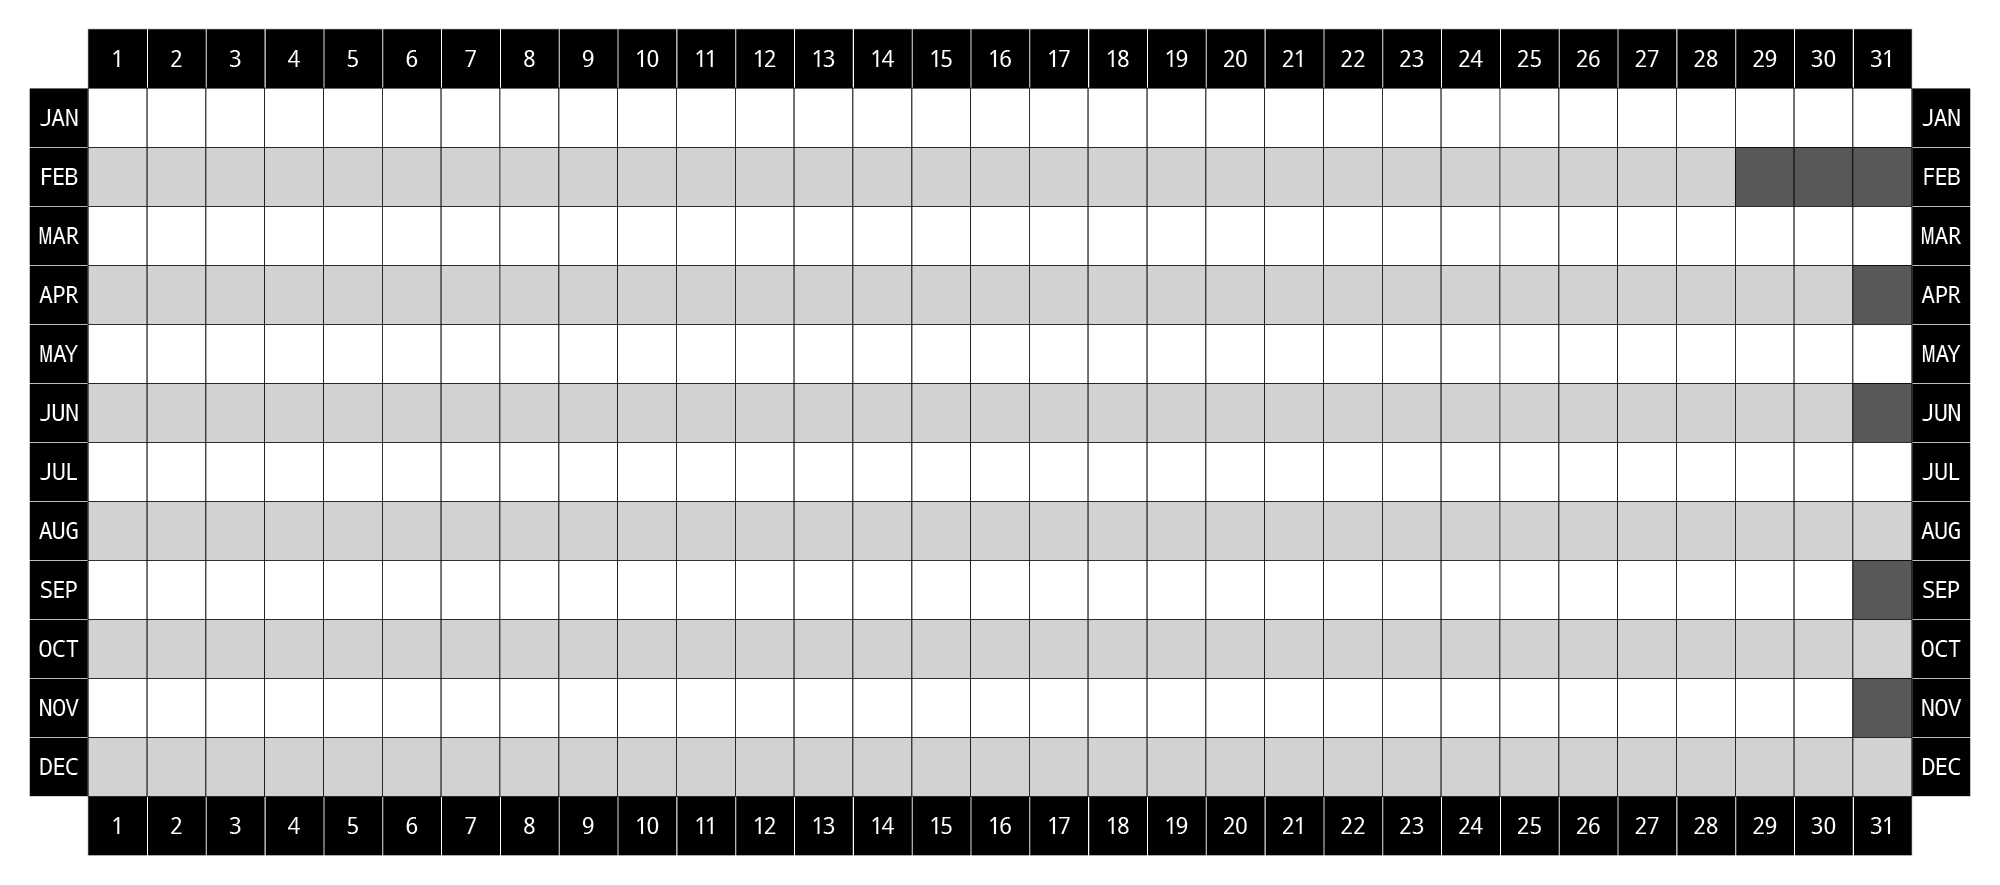 1 2 3 4 5 6 7 8 9 10 11 12 13 14 15 16 17 18 19 20 21 22 23 24 25 26 27 28 29 30 31
JAN JAN
FEB FEB
MAR MAR
APR APR
MAY MAY
JUN JUN
JUL JUL
AUG AUG
SEP SEP
OCT OCT
NOV NOV
DEC DEC
1 2 3 4 5 6 7 8 9 10 11 12 13 14 15 16 17 18 19 20 21 22 23 24 25 26 27 28 29 30 31